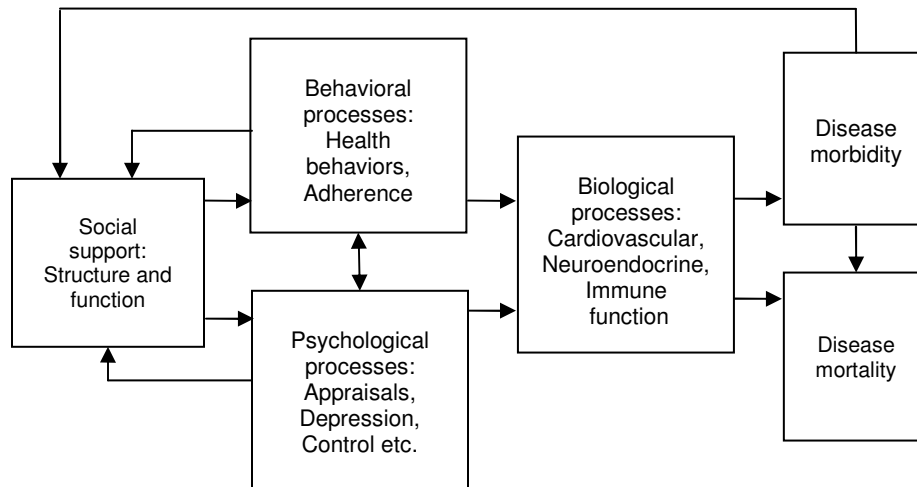 Social
support:
Structure and
function
Behavioral
processes:
Health
behaviors,
Adherence
Psychological
processes:
Appraisals,
Depression,
Control etc.
Biological
processes:
Cardiovascular,
Neuroendocrine,
Immune
function
Disease
morbidity
Disease
mortality